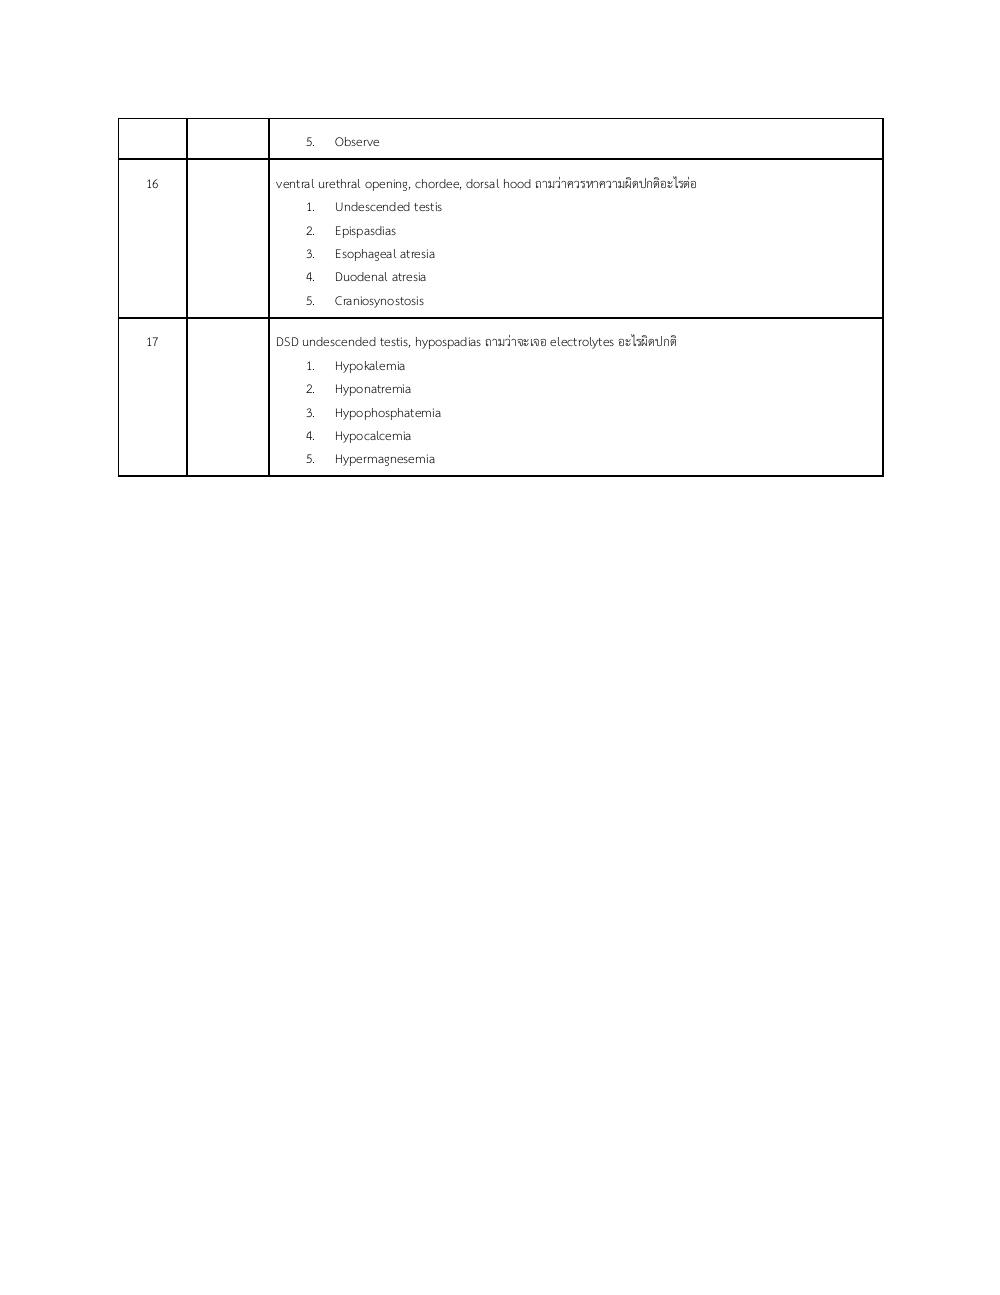 5. Observe
16 ventral urethral opening, chordee, dorsal hood ถามว่าควรหาความผิดปกติอะไรต่อ
1. Undescended testis
2. Epispasdias
3. Esophageal atresia
4. Duodenal atresia
5. Craniosynostosis
17 DSD undescended testis, hypospadias ถามว่าจะเจอ electrolytes อะไรผิดปกติ
1. Hypokalemia
2. Hyponatremia
3. Hypophosphatemia
4. Hypocalcemia
5. Hypermagnesemia